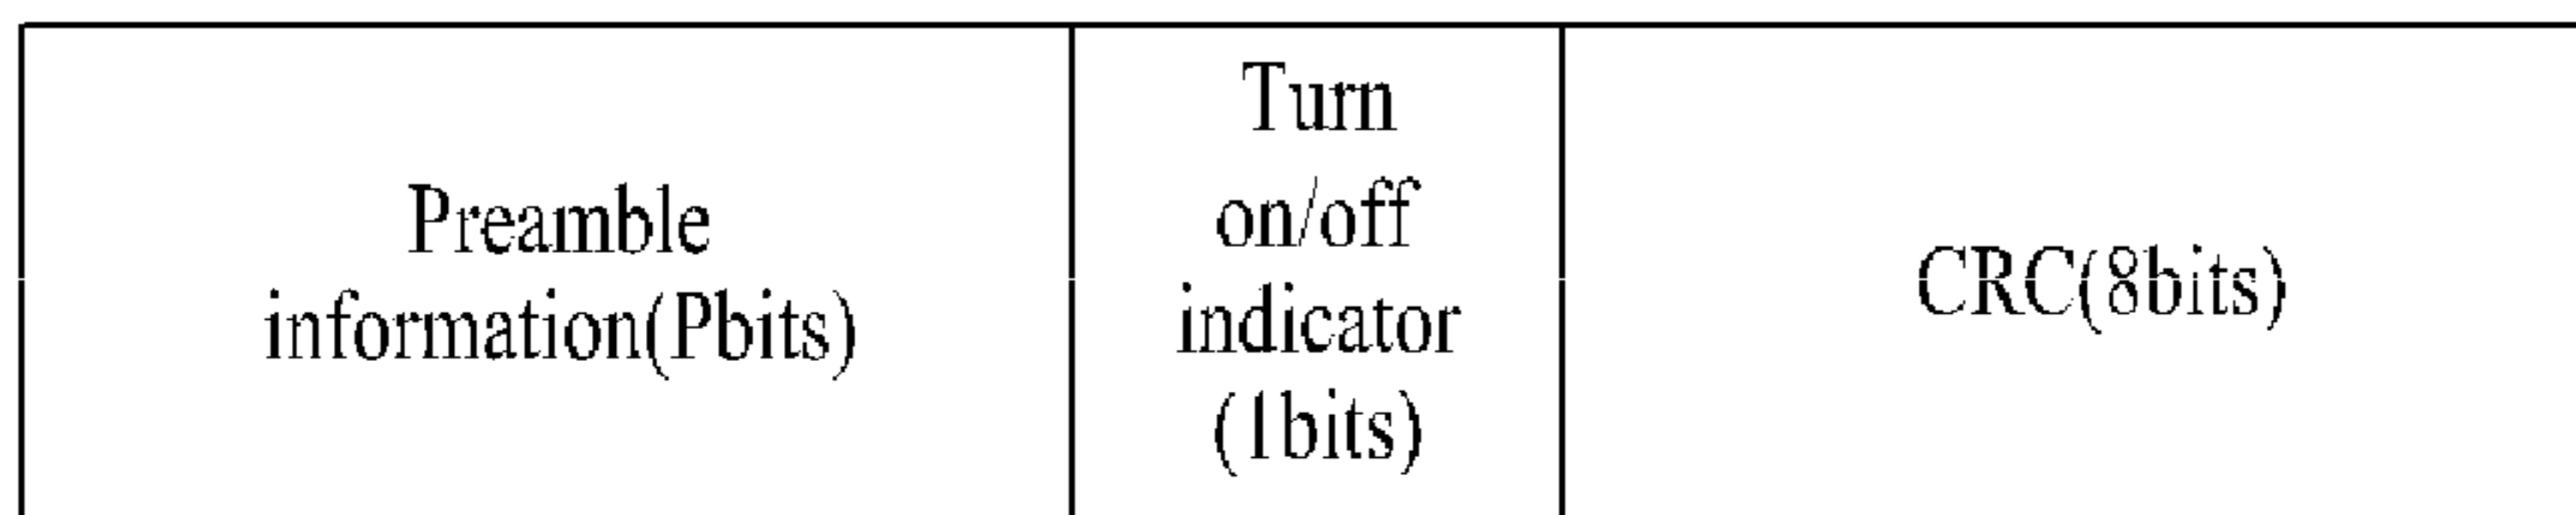 Preamble
information(Pbits)
Turn
on/off
indicator
(1bits)
CRC(8bits)